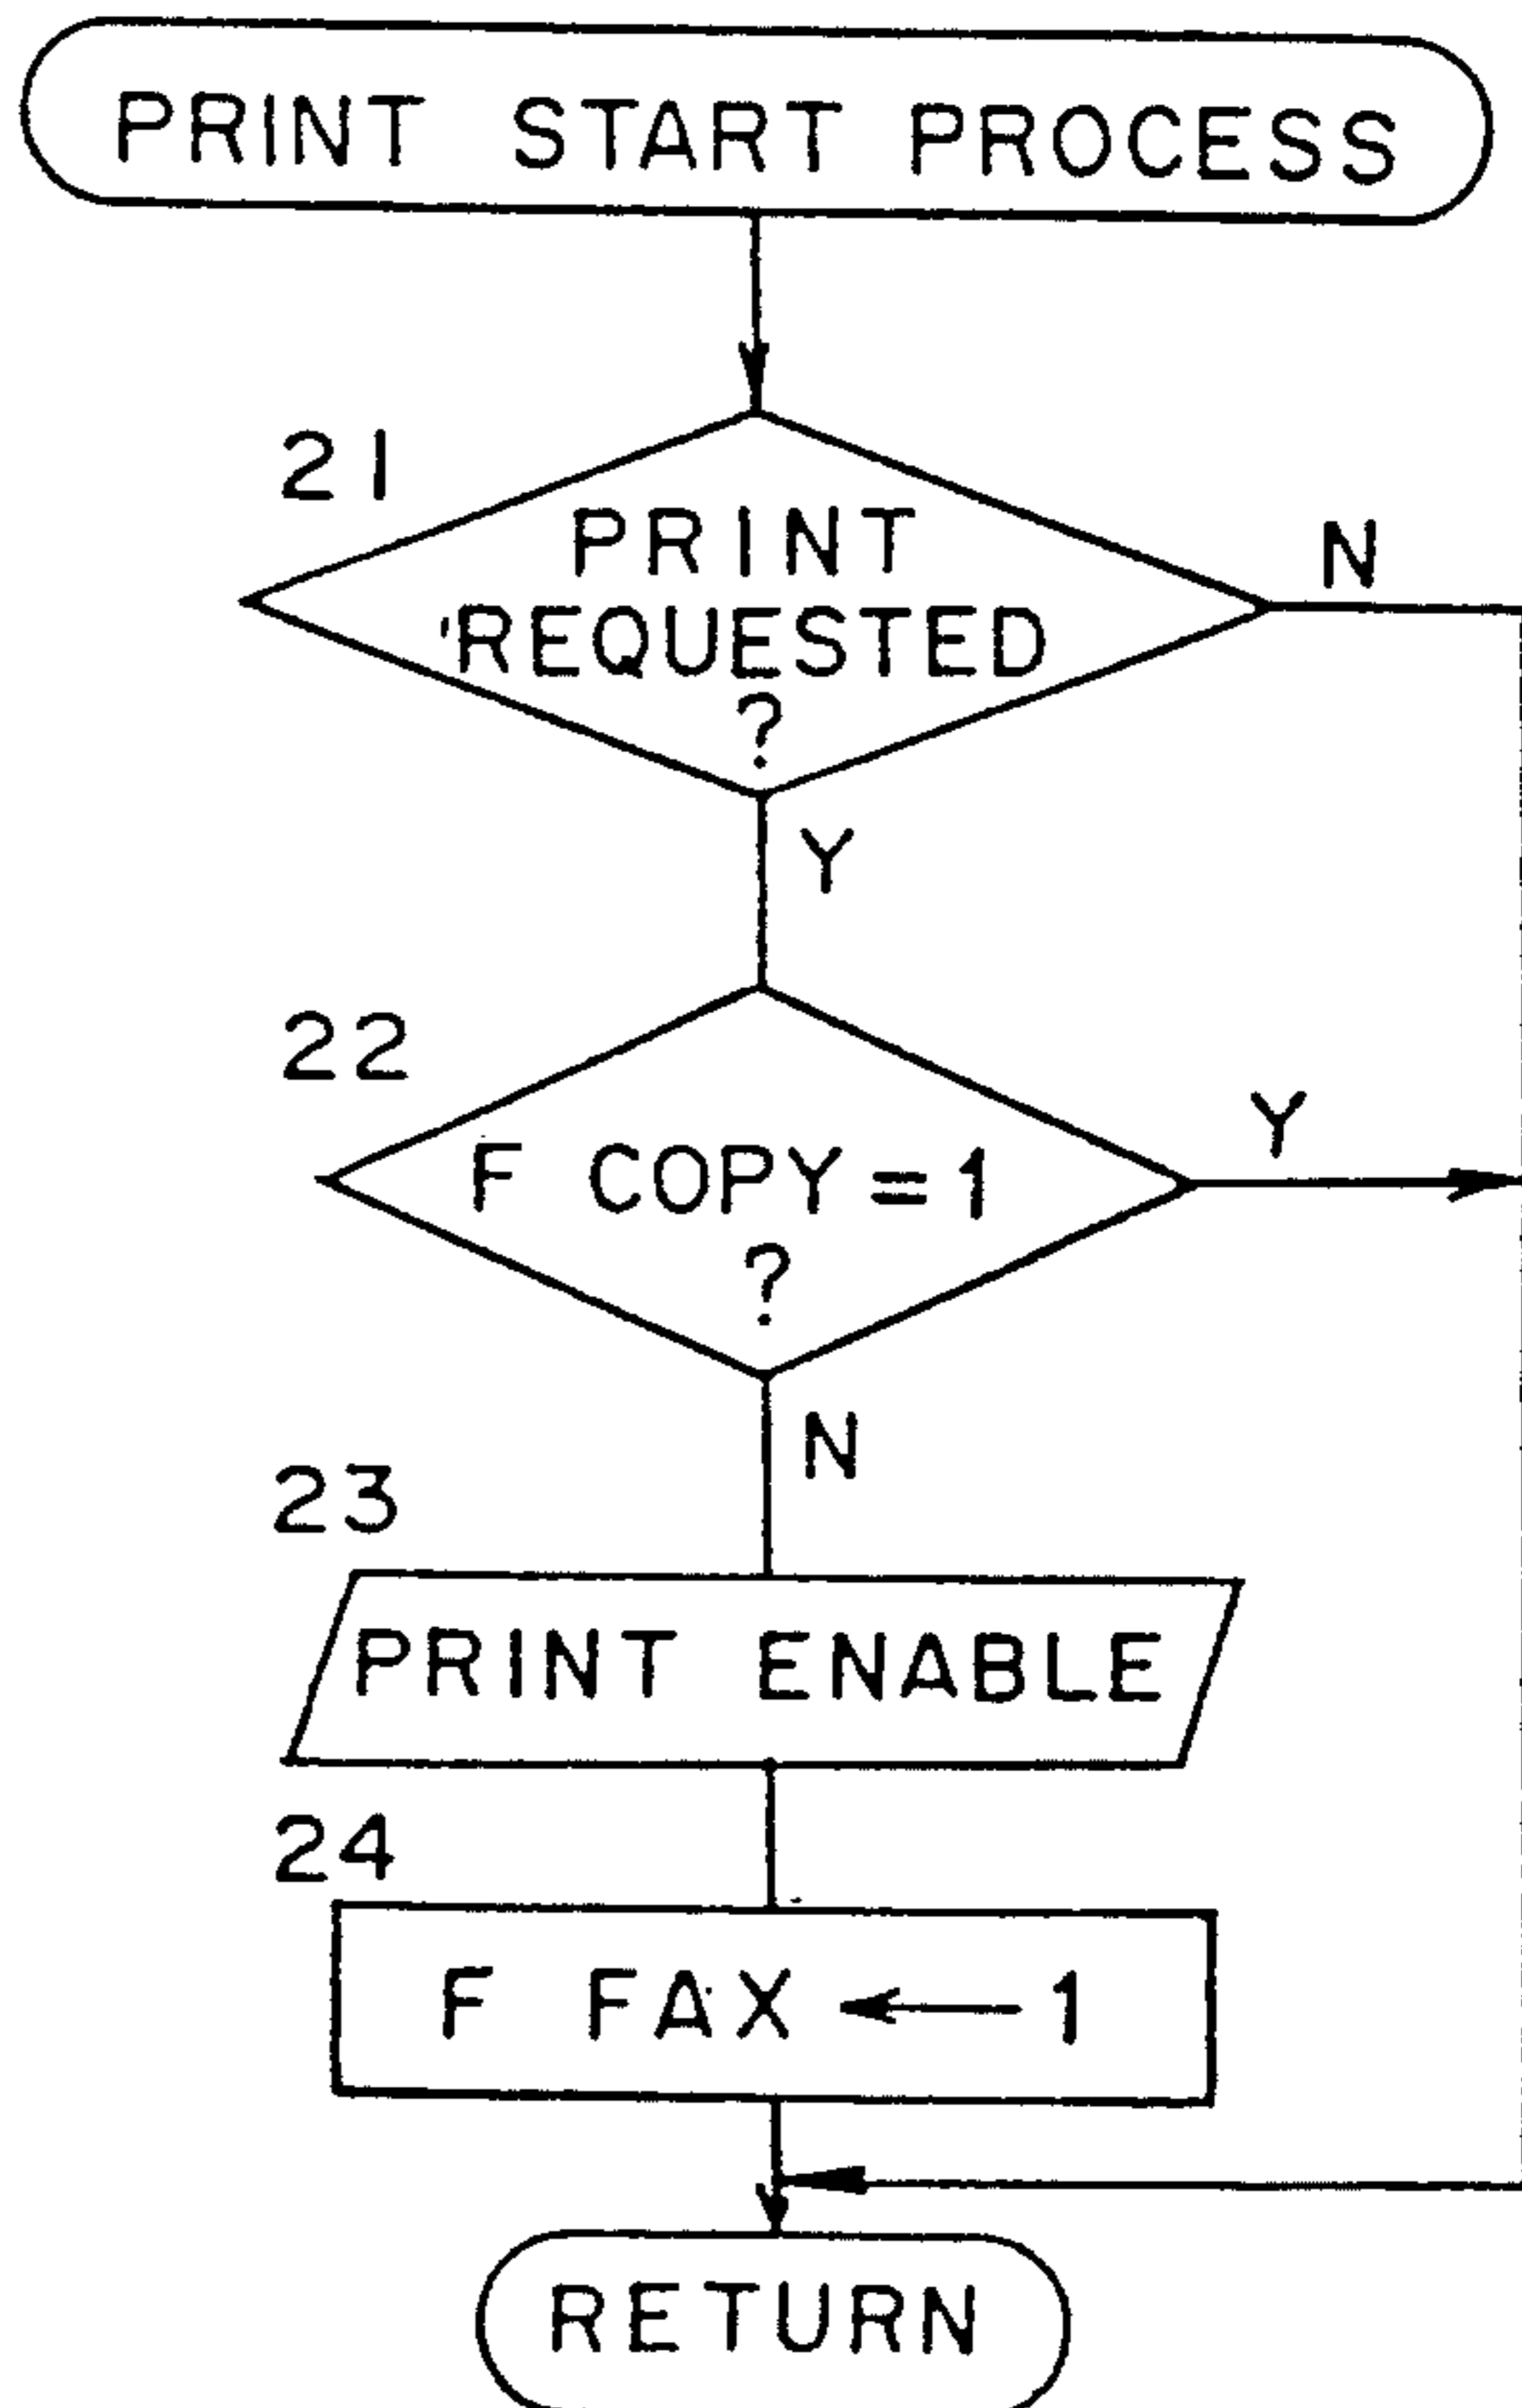 PRINT START PROCESS
21
PRINT
REQUESTED
?
N
Y
22
F COPY=1
?
Y
N
23
PRINT ENABLE
24
F FAX ← 1
RETURN